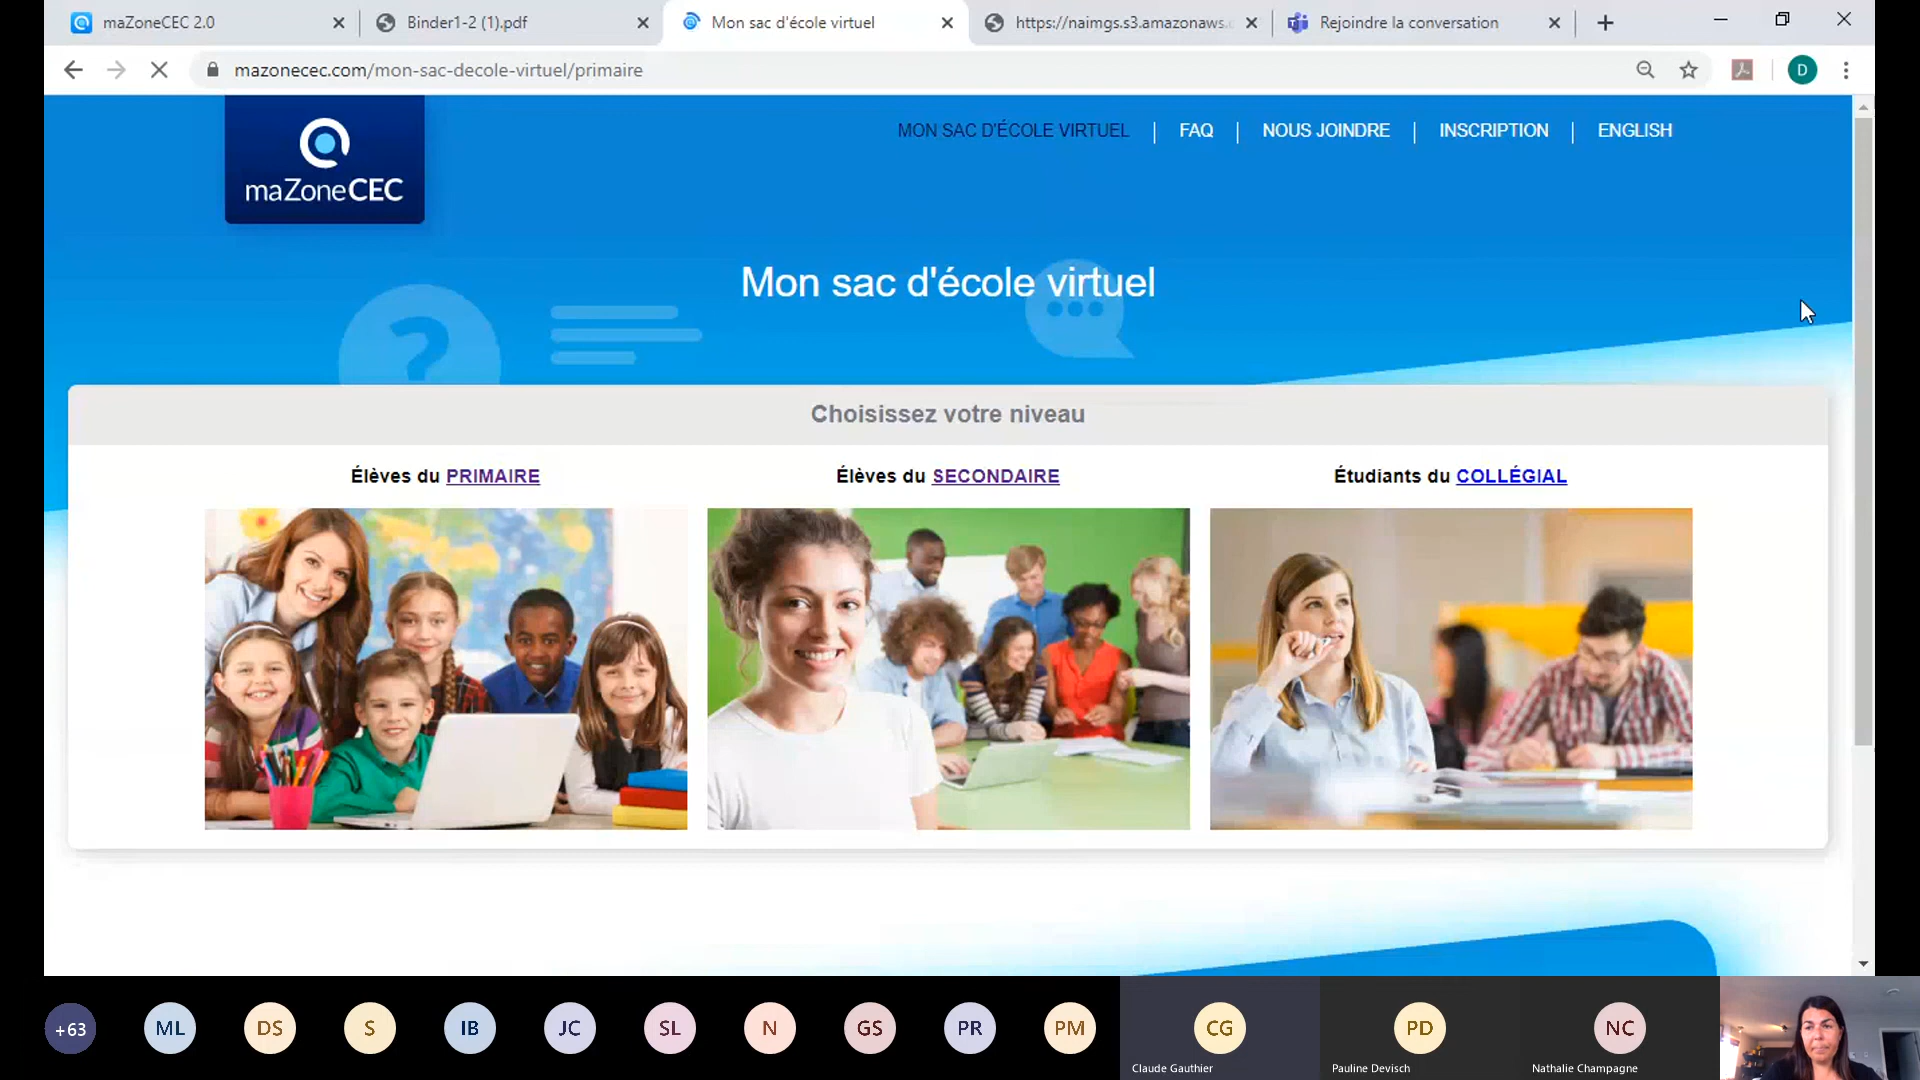 maZoneCEC 2.0
Binder1-2 (1).pdf
Mon sac d'école virtuel
https://naimgs.s3.amazonaws.c
Rejoindre la conversation
mazonecec.com/mon-sac-decole-virtuel/primaire
D
maZoneCEC
MON SAC D'ÉCOLE VIRTUEL | FAQ | NOUS JOINDRE | INSCRIPTION | ENGLISH
Mon sac d'école virtuel
?
Choisissez votre niveau
Élèves du PRIMAIRE
Élèves du SECONDAIRE
Étudiants du COLLÉGIAL
+63
ML
DS
S
IB
JC
SL
N
GS
PR
PM
CG
PD
NC
Claude Gauthier
Pauline Devisch
Nathalie Champagne